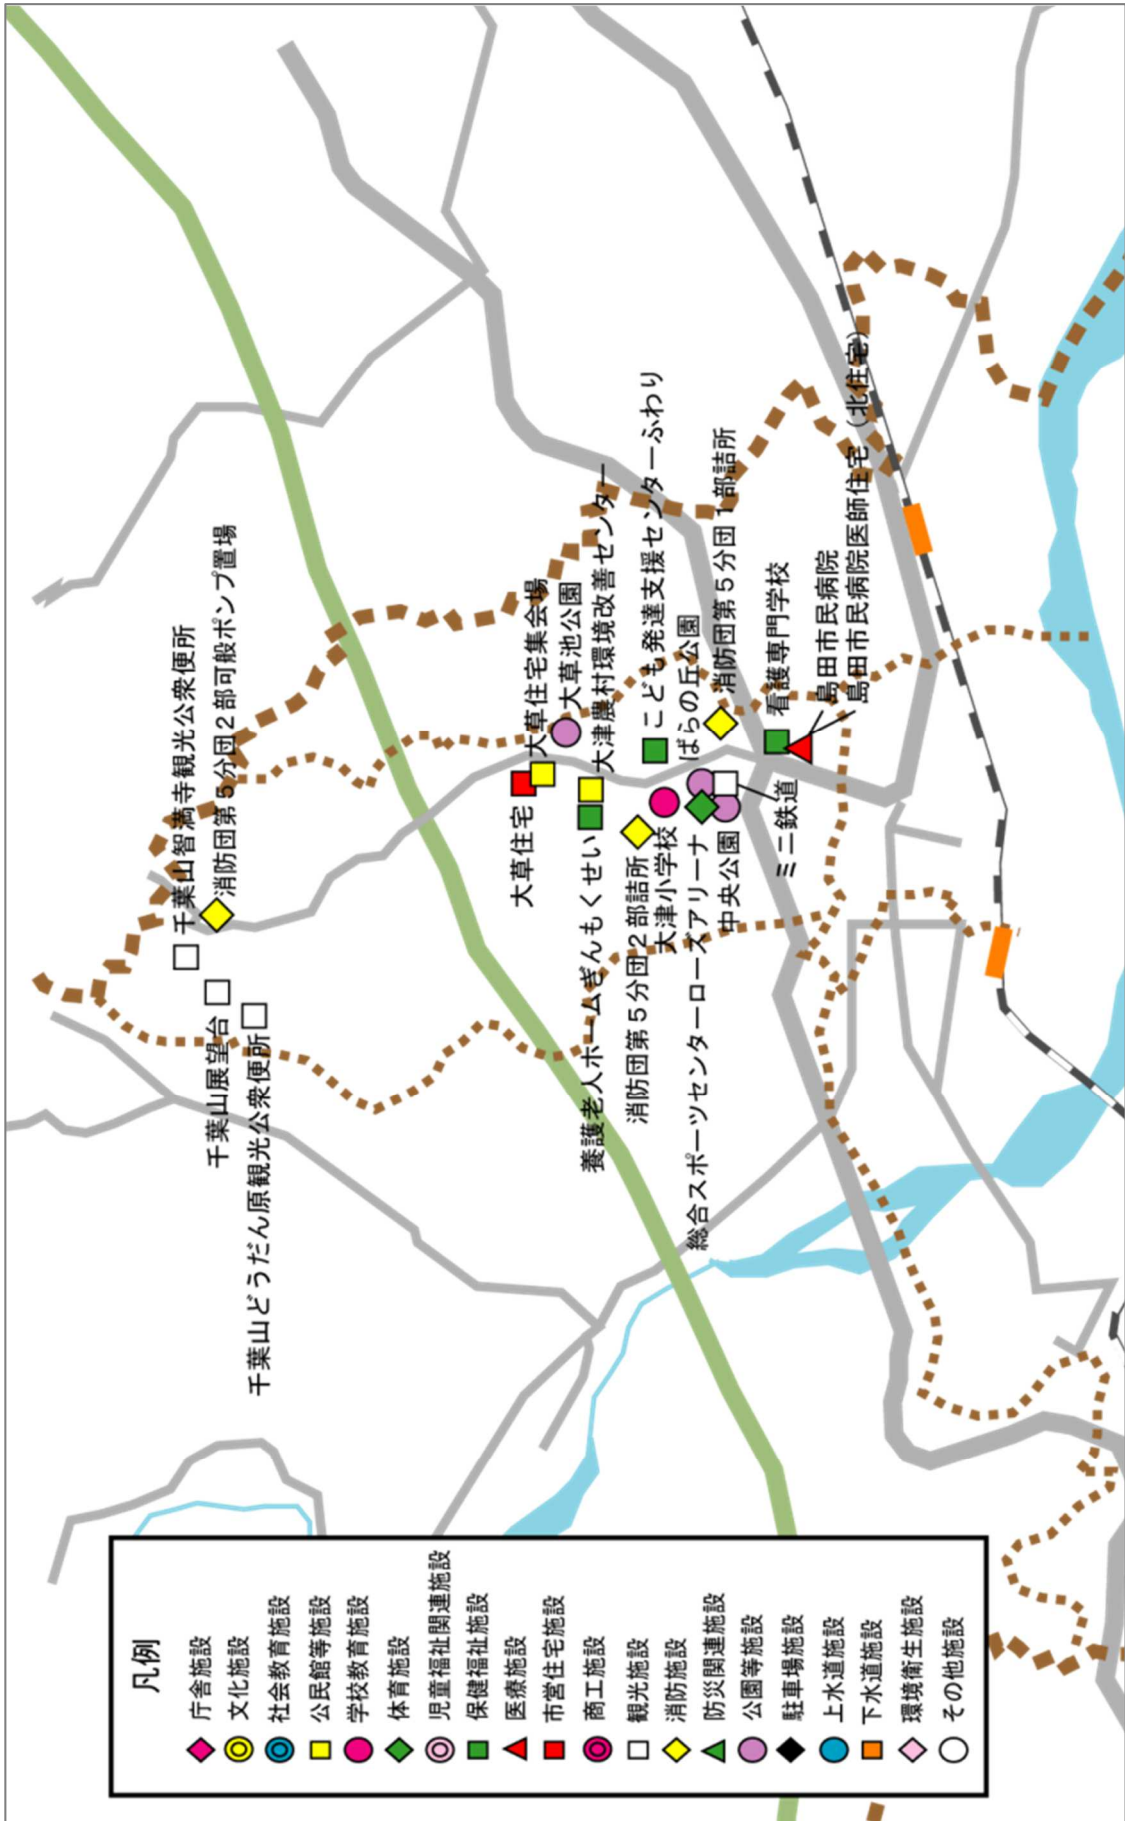 千葉山智満寺観光公衆便所
消防団第５分団２部可般ポンプ置場
千葉山展望台
千葉山どうだん原観光公衆便所
大草住宅
大草住宅集会場
大草池公園
大津農村環境改善センター
養護老人ホームぎんもくせい
こども発達支援センターふわり
消防団第５分団２部詰所
大津小学校
ばらの丘公園
総合スポーツセンターローズアリーナ
消防団第５分団１部詰所
中央公園
ミニ鉄道
看護専門学校
島田市民病院
島田市民病院医師住宅（北住宅）
凡例
庁舎施設
文化施設
社会教育施設
公民館等施設
学校教育施設
体育施設
児童福祉関連施設
保健福祉施設
医療施設
市営住宅施設
商工施設
観光施設
消防施設
防災関連施設
公園等施設
駐車場施設
上水道施設
下水道施設
環境衛生施設
その他施設